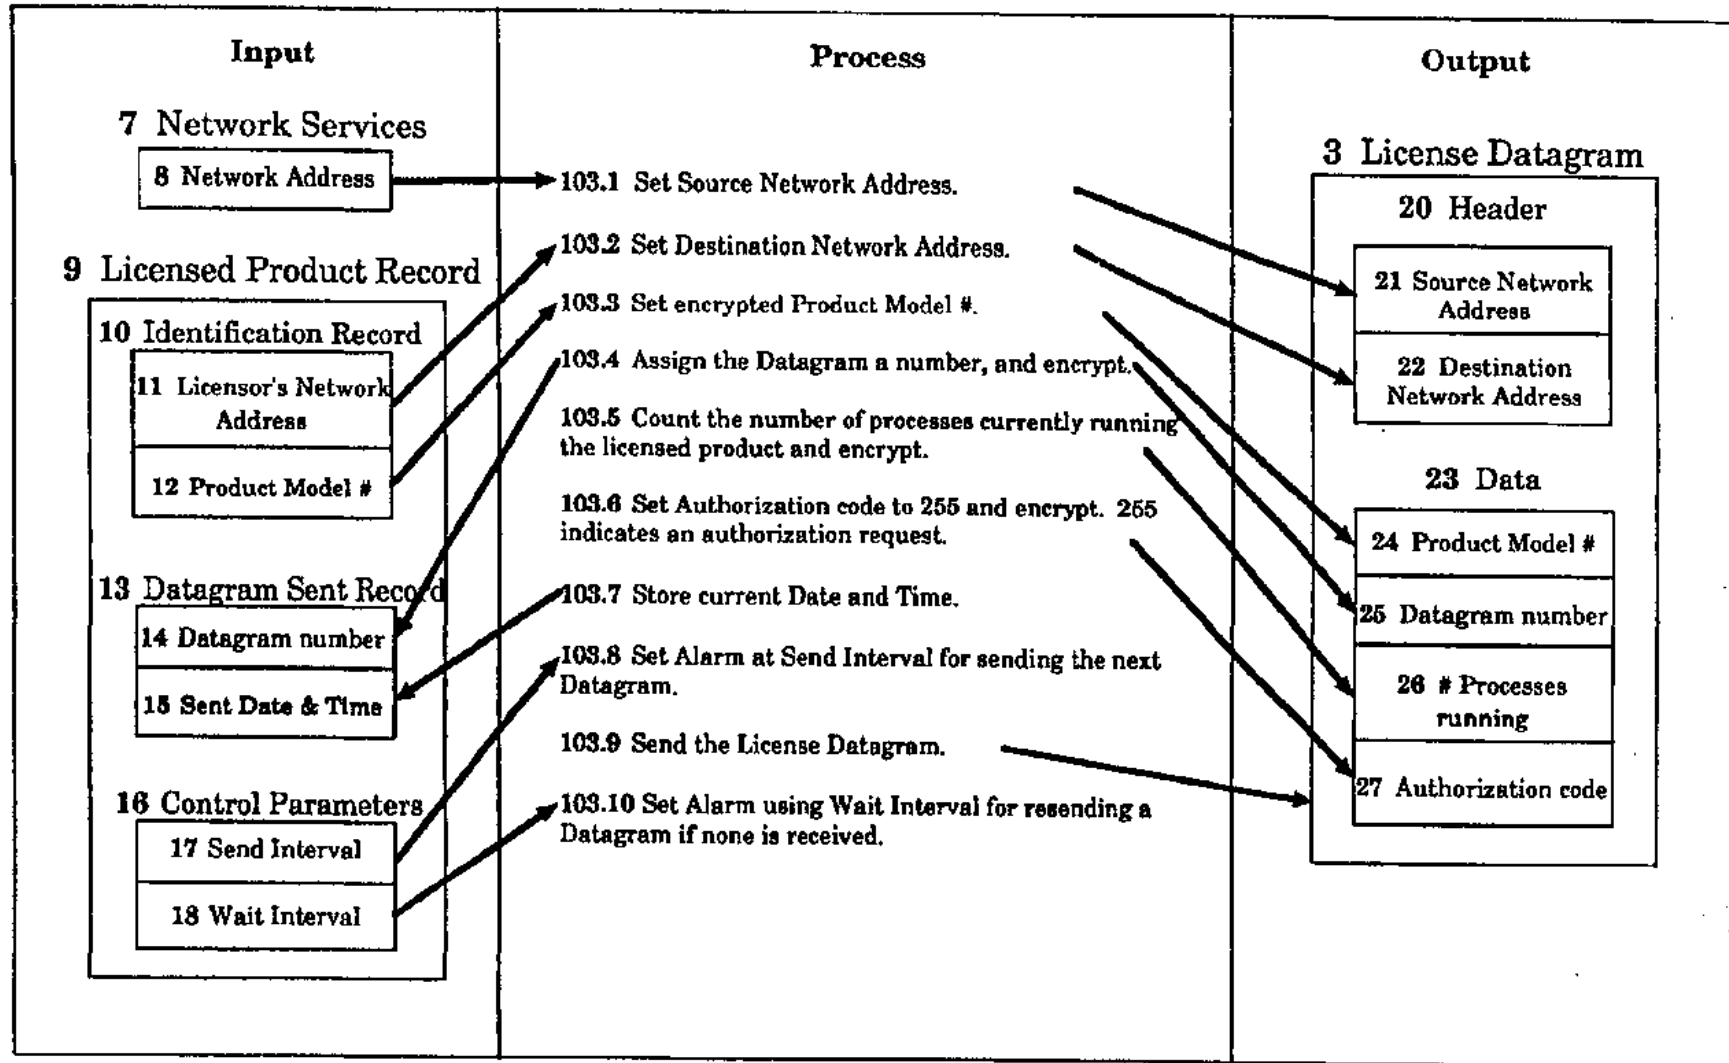 Input
7 Network Services
8 Network Address
9 Licensed Product Record
10 Identification Record
11 Licensor's Network
Address
12 Product Model #
13 Datagram Sent Record
14 Datagram number
15 Sent Date & Time
16 Control Parameters
17 Send Interval
18 Wait Interval
Process
103.1 Set Source Network Address.
103.2 Set Destination Network Address.
103.3 Set encrypted Product Model #.
103.4 Assign the Datagram a number, and encrypt.
103.5 Count the number of processes currently running
the licensed product and encrypt.
103.6 Set Authorization code to 255 and encrypt. 255
indicates an authorization request.
103.7 Store current Date and Time.
103.8 Set Alarm at Send Interval for sending the next
Datagram.
103.9 Send the License Datagram.
103.10 Set Alarm using Wait Interval for resending a
Datagram if none is received.
Output
3 License Datagram
20 Header
21 Source Network
Address
22 Destination
Network Address
23 Data
24 Product Model #
25 Datagram number
26 # Processes
running
27 Authorization code